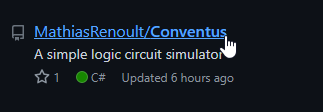 MathiasRenoult/Conventus
A simple logic circuit simulator
1 C# Updated 6 hours ago